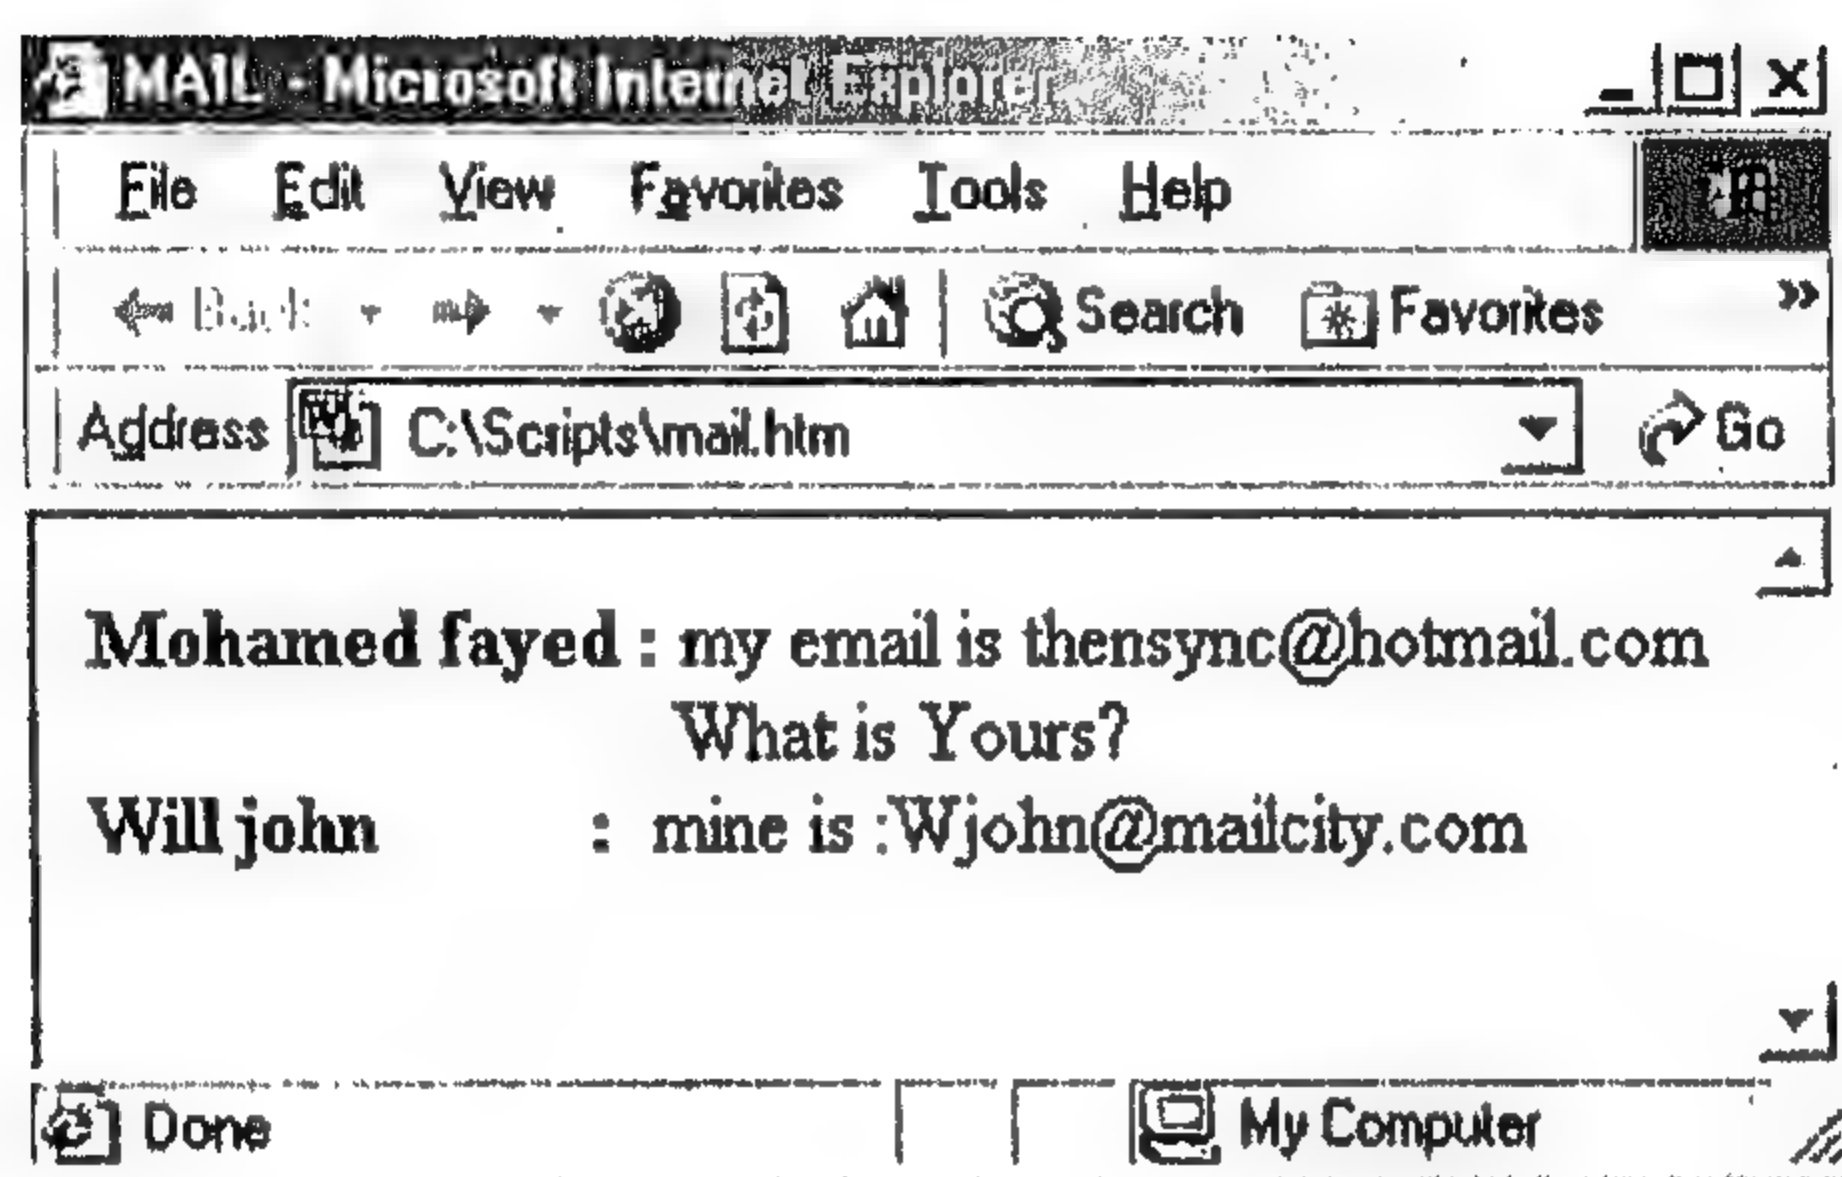 MAIL - Microsoft Internet Explorer
File Edit View Favorites Tools Help
Back Search Favorites »
Address C:\Scripts\mail.htm Go
Mohamed fayed : my email is thensync@hotmail.com
What is Yours?
Will john : mine is :Wjohn@mailcity.com
Done My Computer